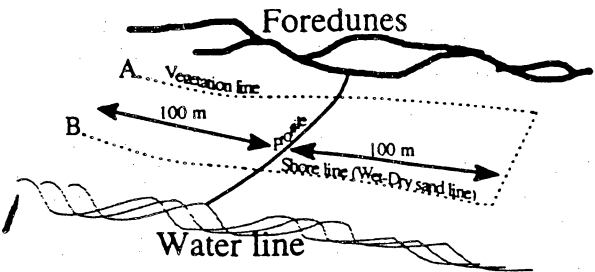 Foredunes
A.
Vegetation line
100 m
Profile
B.
100 m
Shore line (Wet-Dry sand line)
Water line